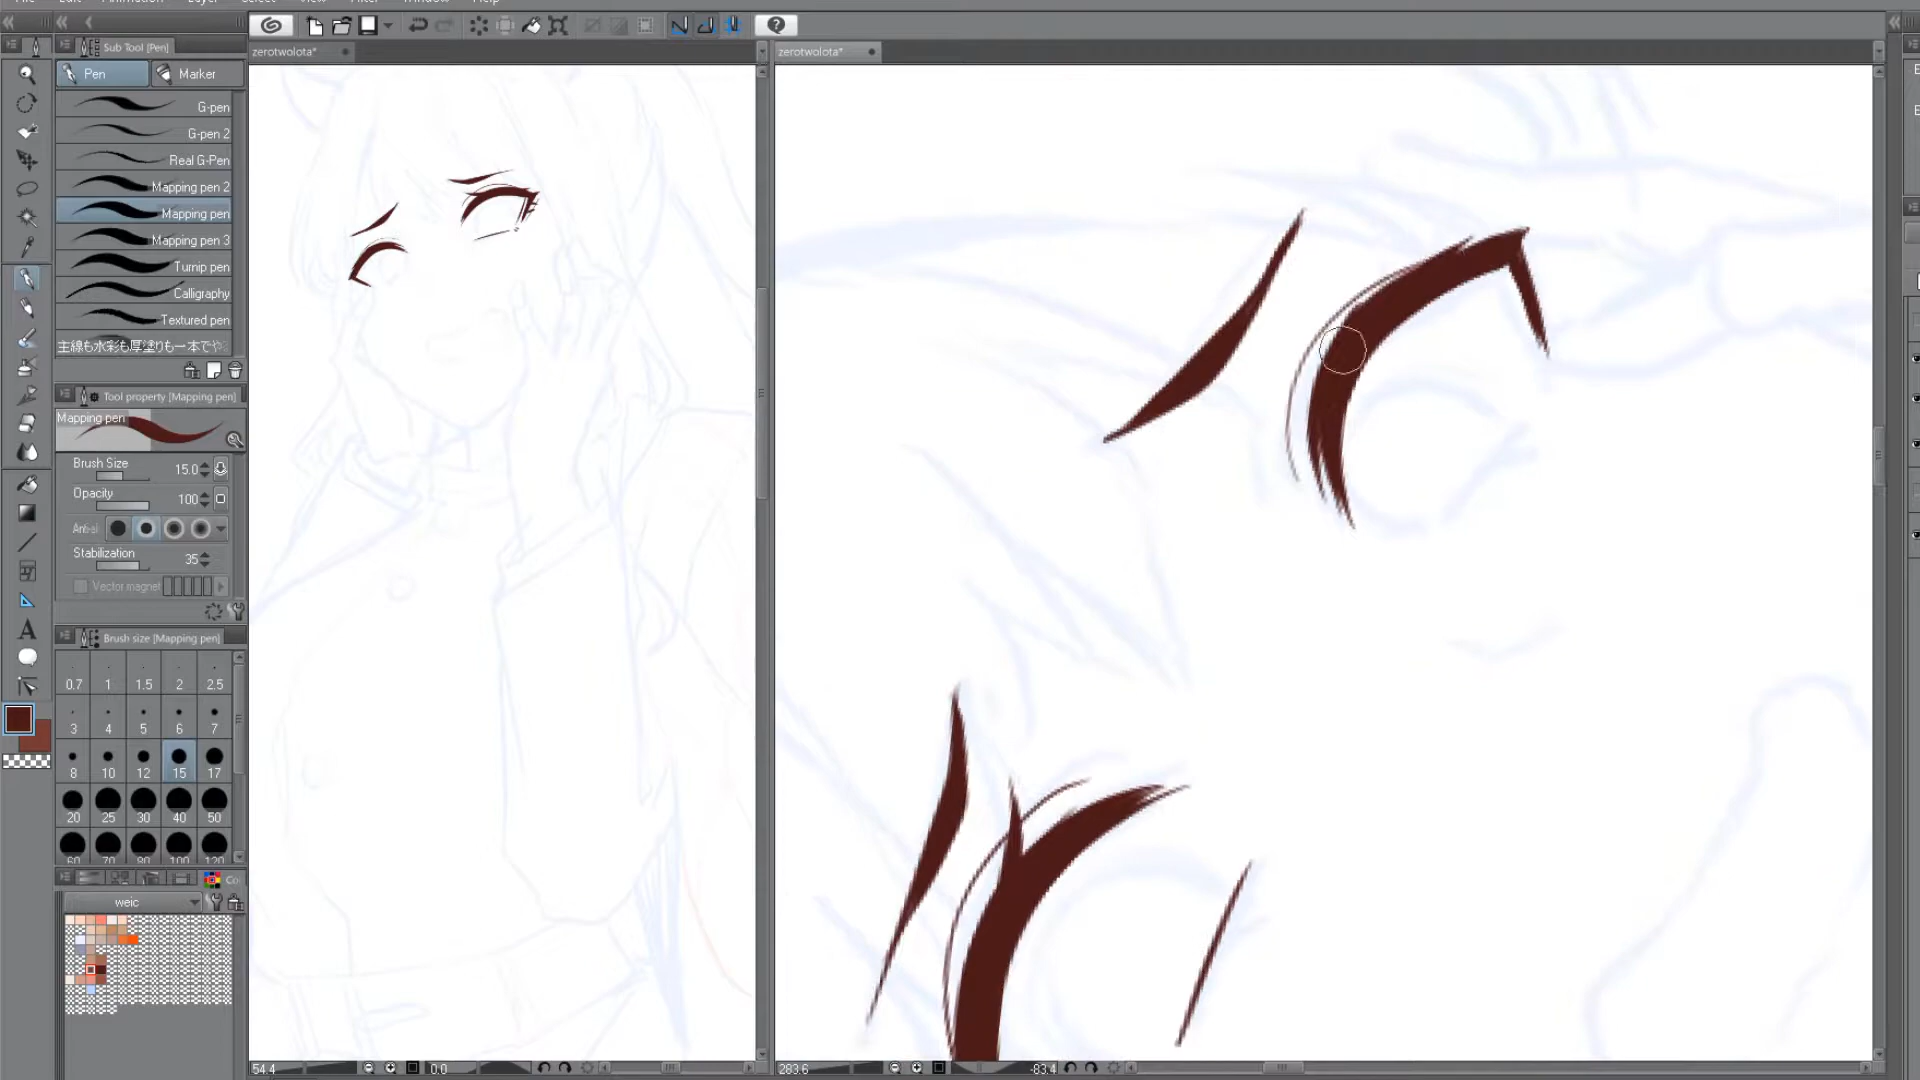 File Edit Animation Layer Select View Filter Window Help
zerotwolota*
zerotwolota*
Sub Tool [Pen]
Pen
Marker
G-pen
G-pen 2
Real G-Pen
Mapping pen 2
Mapping pen
Mapping pen 3
Turnip pen
Calligraphy
Textured pen
主線も水彩も厚塗りも一本でや
Tool property [Mapping pen]
Mapping pen
Brush Size 15.0
Opacity 100
Anti-al
Stabilization 35
Vector magnet
Brush size [Mapping pen]
0.7 1 1.5 2 2.5
3 4 5 6 7
8 10 12 15 17
20 25 30 40 50
60 70 80 100 120
Co
weic
54.4 0.0
283.6 -83.4